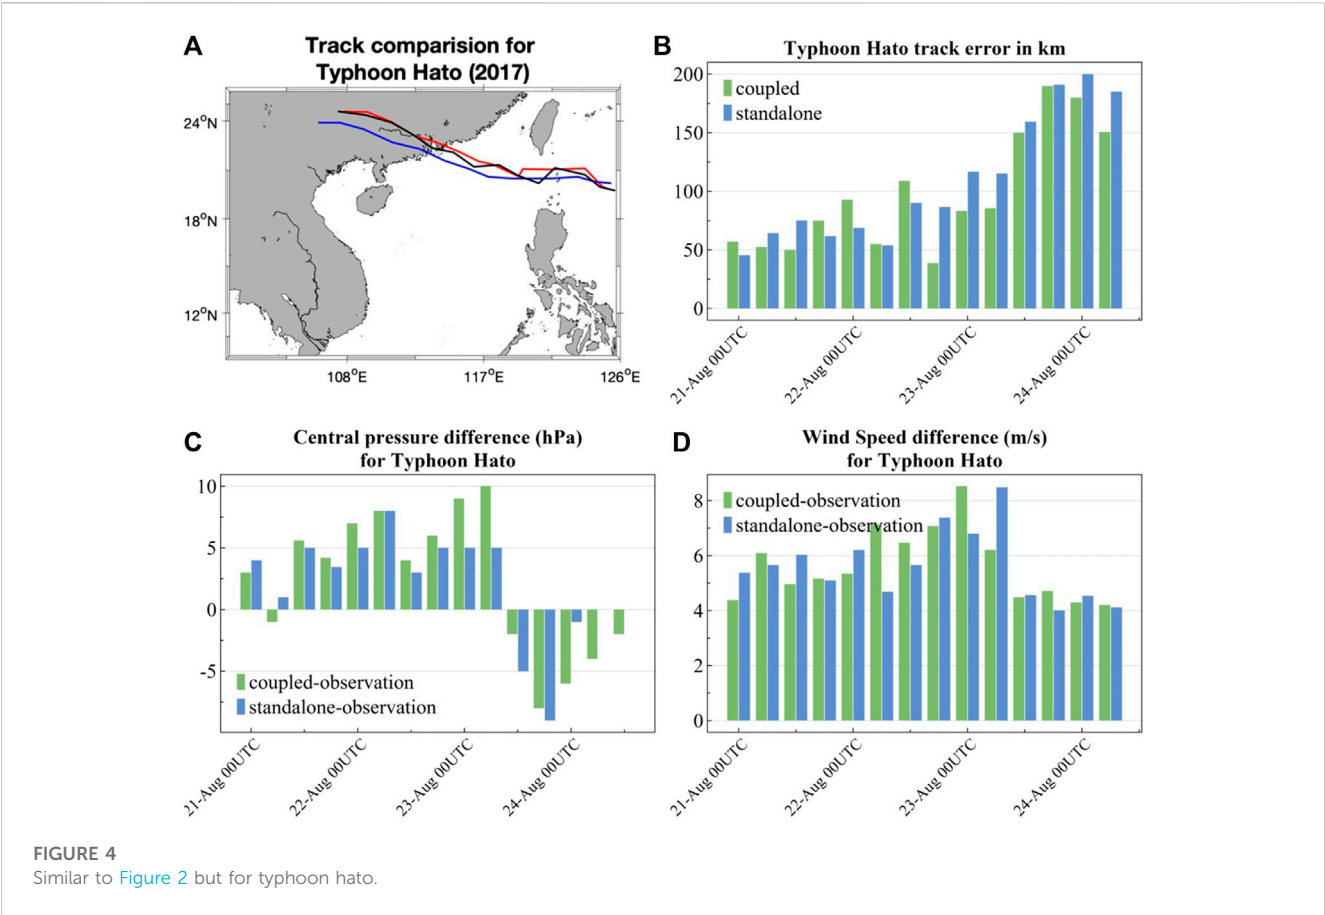 A
Track comparision for
Typhoon Hato (2017)
24°N
18°N
12°N
108°E
117°E
126°E
B
Typhoon Hato track error in km
coupled
standalone
200
150
100
50
0
21-Aug 00UTC
22-Aug 00UTC
23-Aug 00UTC
24-Aug 00UTC
C
Central pressure difference (hPa)
for Typhoon Hato
10
5
0
-5
coupled-observation
standalone-observation
21-Aug 00UTC
22-Aug 00UTC
23-Aug 00UTC
24-Aug 00UTC
D
Wind Speed difference (m/s)
for Typhoon Hato
coupled-observation
standalone-observation
8
6
4
2
0
21-Aug 00UTC
22-Aug 00UTC
23-Aug 00UTC
24-Aug 00UTC
FIGURE 4
Similar to Figure 2 but for typhoon hato.